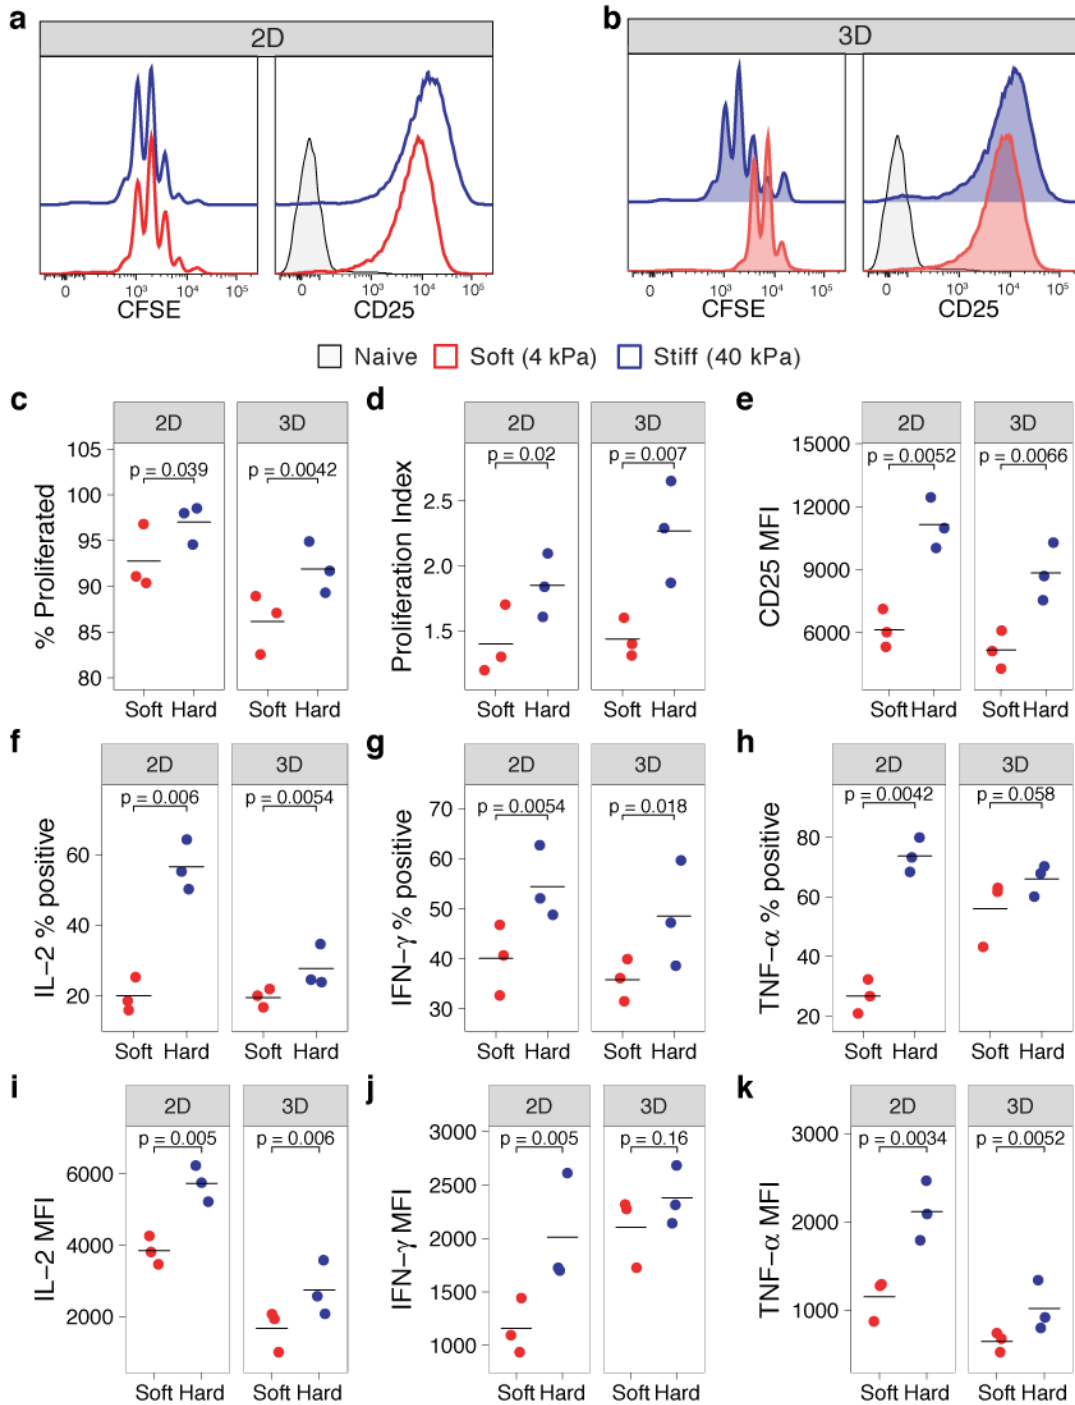 a
b
2D
3D
0 10³ 10⁴ 10⁵
CFSE
0 10³ 10⁴ 10⁵
CD25
0 10³ 10⁴ 10⁵
CFSE
0 10³ 10⁴ 10⁵
CD25
Naive Soft (4 kPa) Stiff (40 kPa)
c
2D 3D
p = 0.039 p = 0.0042
% Proliferated
105
100
95
90
85
80
Soft Hard Soft Hard
d
2D 3D
p = 0.02 p = 0.007
Proliferation Index
2.5
2.0
1.5
Soft Hard Soft Hard
e
2D 3D
p = 0.0052 p = 0.0066
CD25 MFI
15000
12000
9000
6000
Soft Hard Soft Hard
f
2D 3D
p = 0.006 p = 0.0054
IL−2 % positive
60
40
20
Soft Hard Soft Hard
g
2D 3D
p = 0.0054 p = 0.018
IFN−γ % positive
70
60
50
40
30
Soft Hard Soft Hard
h
2D 3D
p = 0.0042 p = 0.058
TNF−α % positive
80
60
40
20
Soft Hard Soft Hard
i
2D 3D
p = 0.005 p = 0.006
IL−2 MFI
6000
4000
2000
Soft Hard Soft Hard
j
2D 3D
p = 0.005 p = 0.16
IFN−γ MFI
3000
2500
2000
1500
1000
Soft Hard Soft Hard
k
2D 3D
p = 0.0034 p = 0.0052
TNF−α MFI
3000
2000
1000
Soft Hard Soft Hard